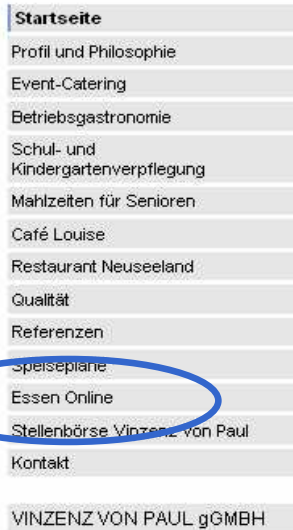 Startseite
Profil und Philosophie
Event-Catering
Betriebsgastronomie
Schul- und
Kindergartenverpflegung
Mahlzeiten für Senioren
Café Louise
Restaurant Neuseeland
Qualität
Referenzen
Speisepläne
Essen Online
Stellenbörse Vinzenz von Paul
Kontakt
VINZENZ VON PAUL gGMBH